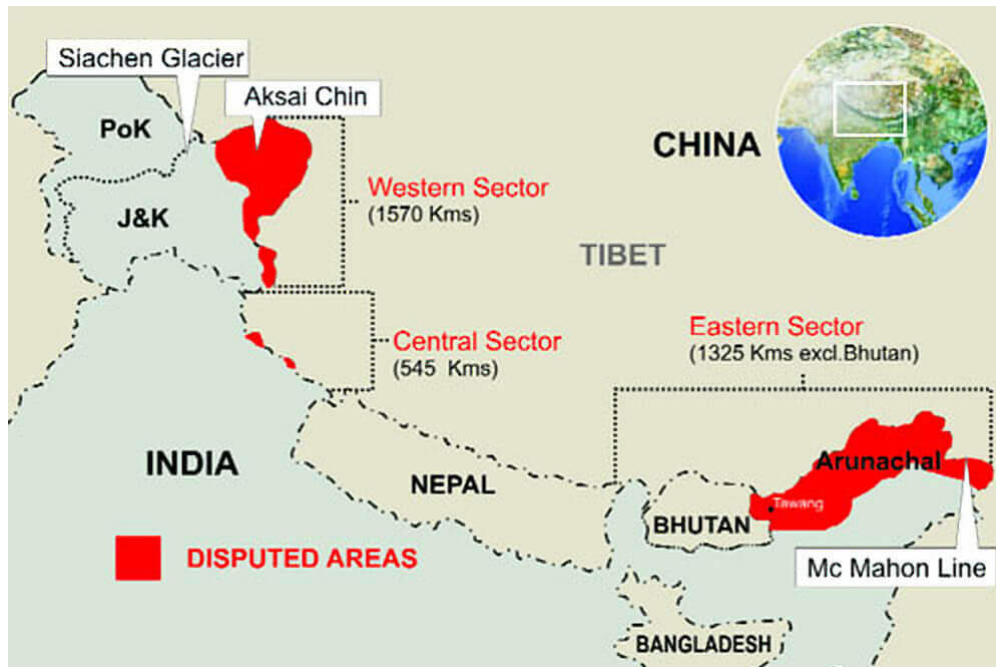 Siachen Glacier
Aksai Chin
PoK
CHINA
Western Sector
(1570 Kms)
J&K
TIBET
Eastern Sector
(1325 Kms excl.Bhutan)
Central Sector
(545 Kms)
INDIA
NEPAL
Arunachal
Tawang
BHUTAN
DISPUTED AREAS
Mc Mahon Line
BANGLADESH